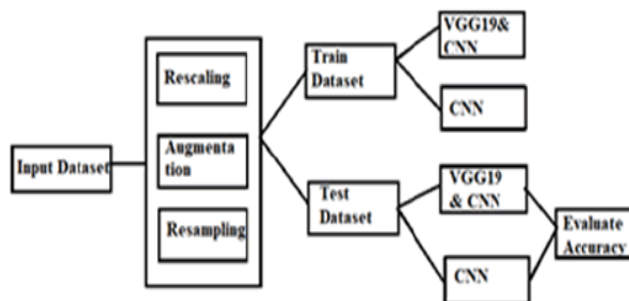 Input Dataset
Rescaling
Augmenta
tion
Resampling
Train
Dataset
Test
Dataset
VGG19&
CNN
CNN
VGG19
& CNN
CNN
Evaluate
Accuracy